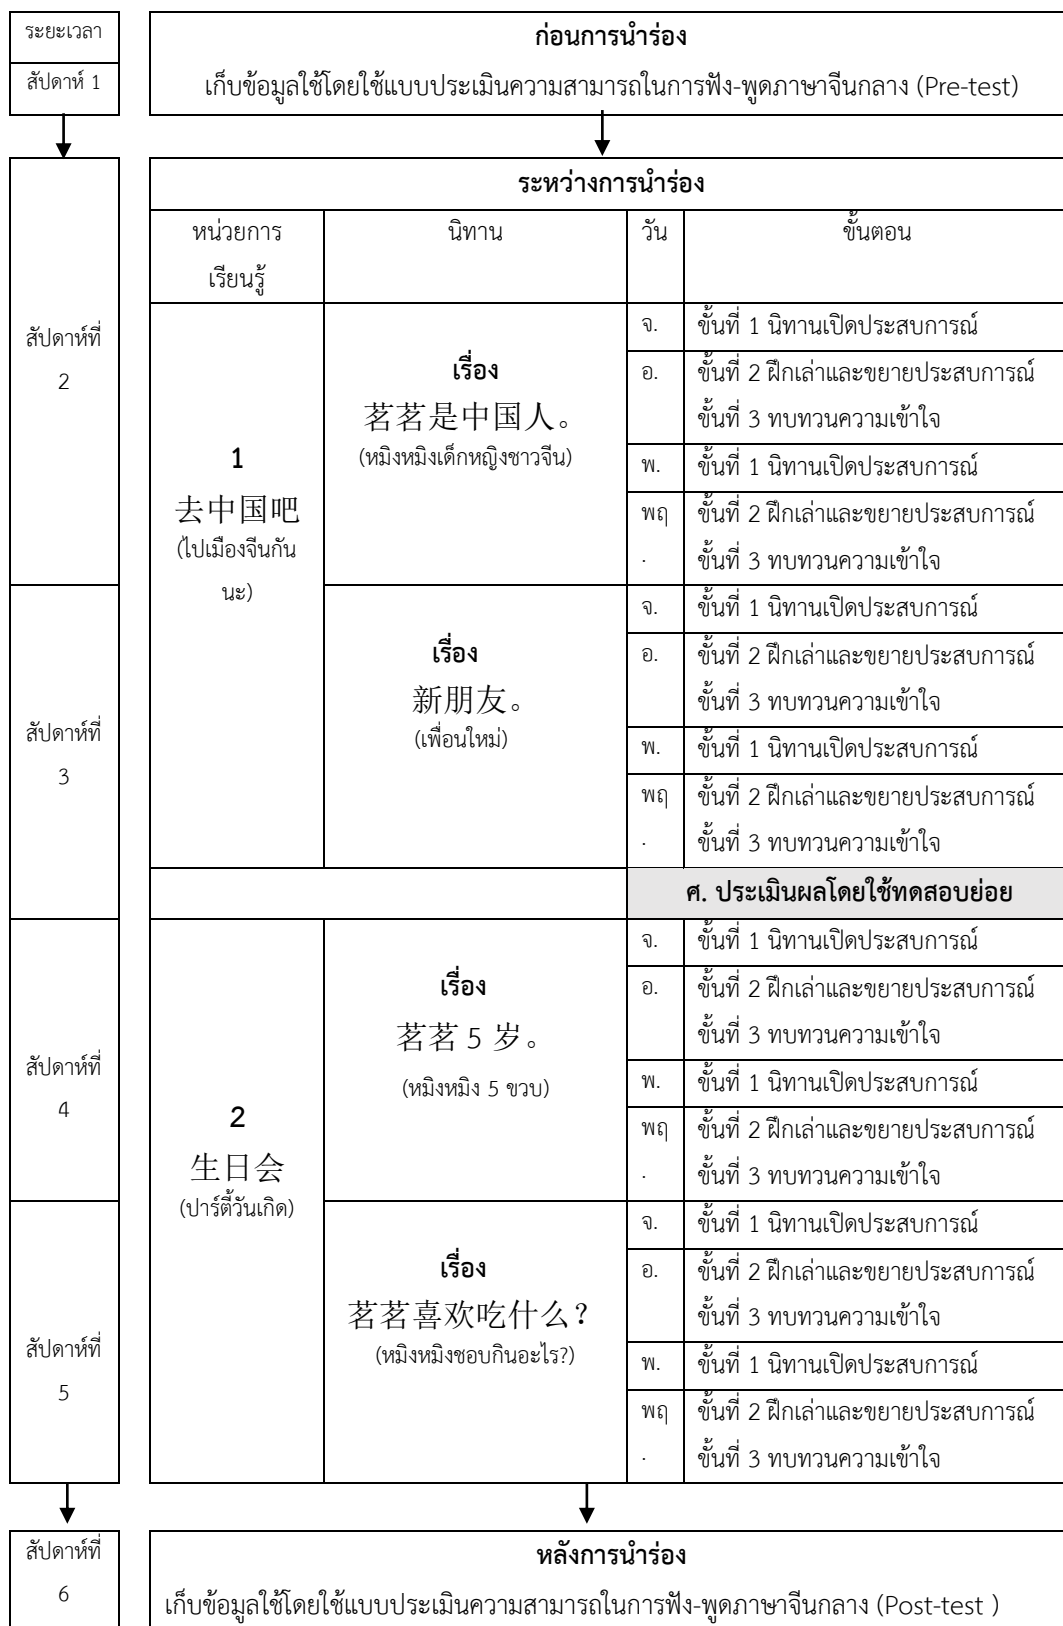 ระยะเวลา
สัปดาห์ 1
ก่อนการนำร่อง
เก็บข้อมูลใช้โดยใช้แบบประเมินความสามารถในการฟัง-พูดภาษาจีนกลาง (Pre-test)
ระหว่างการนำร่อง
หน่วยการ
เรียนรู้
นิทาน
วัน
ขั้นตอน
สัปดาห์ที่
2
1
去中国吧
(ไปเมืองจีนกัน
นะ)
เรื่อง
茗茗是中国人。
(หมิงหมิงเด็กหญิงชาวจีน)
จ.
ขั้นที่ 1 นิทานเปิดประสบการณ์
อ.
ขั้นที่ 2 ฝึกเล่าและขยายประสบการณ์
ขั้นที่ 3 ทบทวนความเข้าใจ
พ.
ขั้นที่ 1 นิทานเปิดประสบการณ์
พฤ
.
ขั้นที่ 2 ฝึกเล่าและขยายประสบการณ์
ขั้นที่ 3 ทบทวนความเข้าใจ
สัปดาห์ที่
3
เรื่อง
新朋友。
(เพื่อนใหม่)
จ.
ขั้นที่ 1 นิทานเปิดประสบการณ์
อ.
ขั้นที่ 2 ฝึกเล่าและขยายประสบการณ์
ขั้นที่ 3 ทบทวนความเข้าใจ
พ.
ขั้นที่ 1 นิทานเปิดประสบการณ์
พฤ
.
ขั้นที่ 2 ฝึกเล่าและขยายประสบการณ์
ขั้นที่ 3 ทบทวนความเข้าใจ
ศ. ประเมินผลโดยใช้ทดสอบย่อย
สัปดาห์ที่
4
2
生日会
(ปาร์ตี้วันเกิด)
เรื่อง
茗茗 5 岁。
(หมิงหมิง 5 ขวบ)
จ.
ขั้นที่ 1 นิทานเปิดประสบการณ์
อ.
ขั้นที่ 2 ฝึกเล่าและขยายประสบการณ์
ขั้นที่ 3 ทบทวนความเข้าใจ
พ.
ขั้นที่ 1 นิทานเปิดประสบการณ์
พฤ
.
ขั้นที่ 2 ฝึกเล่าและขยายประสบการณ์
ขั้นที่ 3 ทบทวนความเข้าใจ
สัปดาห์ที่
5
เรื่อง
茗茗喜欢吃什么？
(หมิงหมิงชอบกินอะไร?)
จ.
ขั้นที่ 1 นิทานเปิดประสบการณ์
อ.
ขั้นที่ 2 ฝึกเล่าและขยายประสบการณ์
ขั้นที่ 3 ทบทวนความเข้าใจ
พ.
ขั้นที่ 1 นิทานเปิดประสบการณ์
พฤ
.
ขั้นที่ 2 ฝึกเล่าและขยายประสบการณ์
ขั้นที่ 3 ทบทวนความเข้าใจ
สัปดาห์ที่
6
หลังการนำร่อง
เก็บข้อมูลใช้โดยใช้แบบประเมินความสามารถในการฟัง-พูดภาษาจีนกลาง (Post-test )